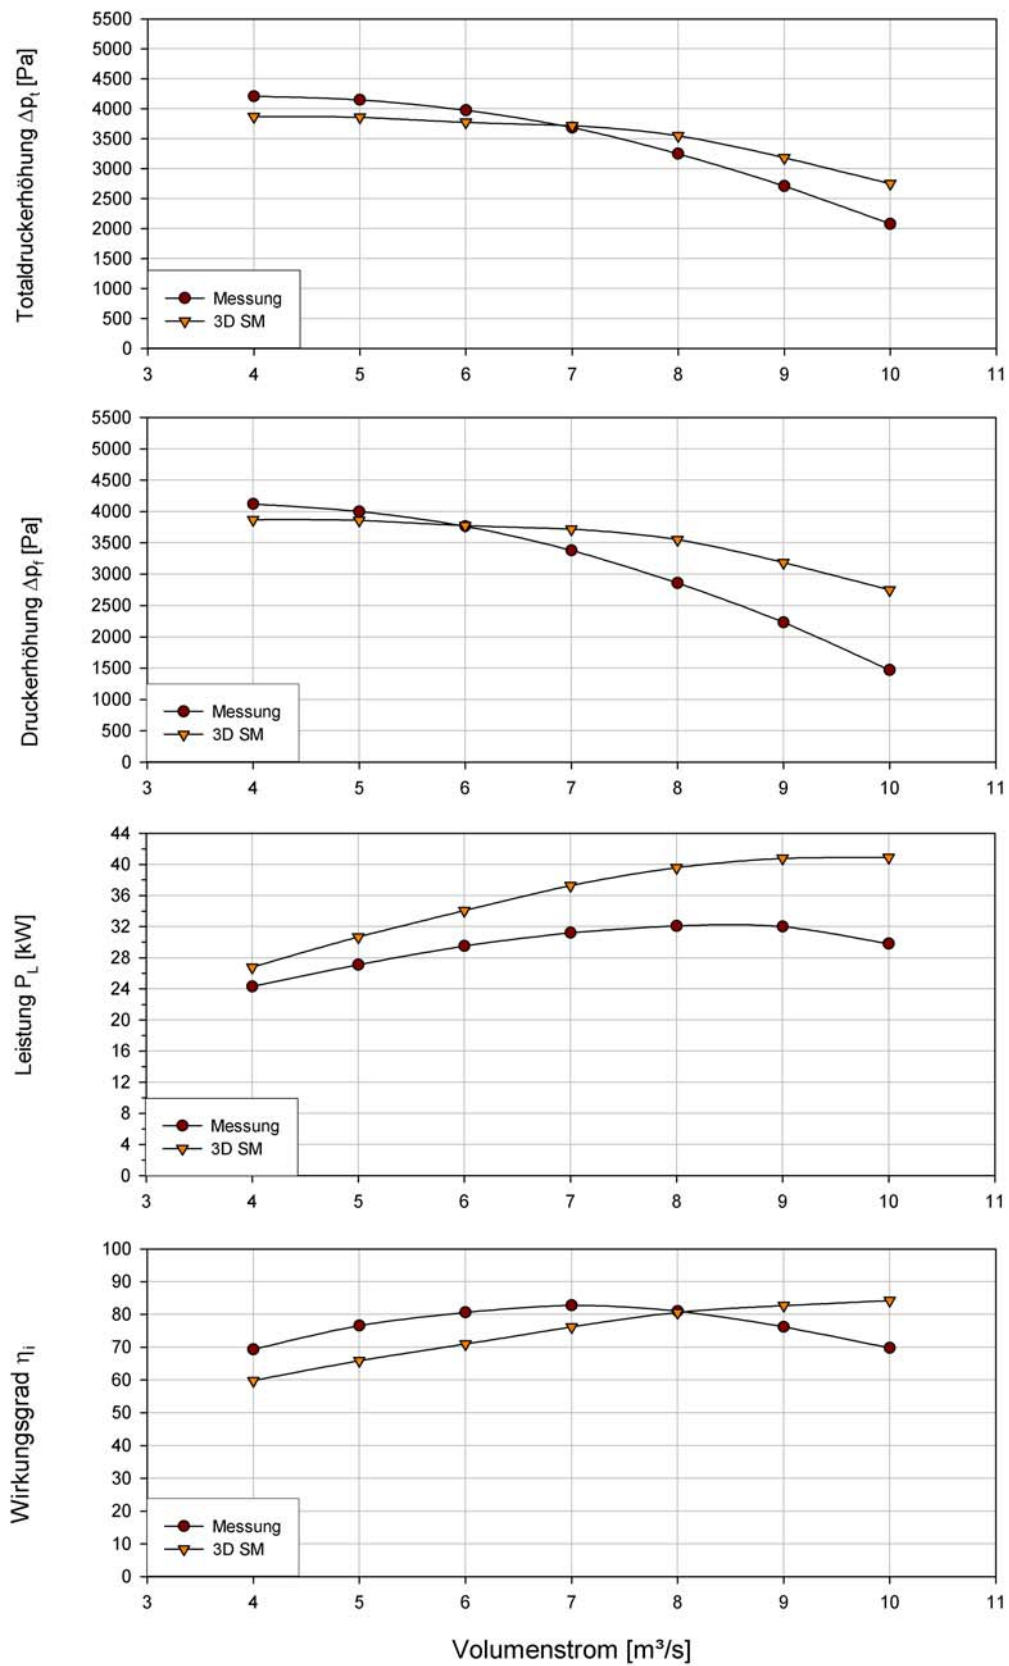 Totaldruckerhöhung Δpt [Pa]
5500
5000
4500
4000
3500
3000
2500
2000
1500
1000
500
0
Messung
3D SM
3 4 5 6 7 8 9 10 11
Druckerhöhung Δpf [Pa]
5500
5000
4500
4000
3500
3000
2500
2000
1500
1000
500
0
Messung
3D SM
3 4 5 6 7 8 9 10 11
Leistung PL [kW]
44
40
36
32
28
24
20
16
12
8
4
0
Messung
3D SM
3 4 5 6 7 8 9 10 11
Wirkungsgrad ηi
100
90
80
70
60
50
40
30
20
10
0
Messung
3D SM
3 4 5 6 7 8 9 10 11
Volumenstrom [m³/s]